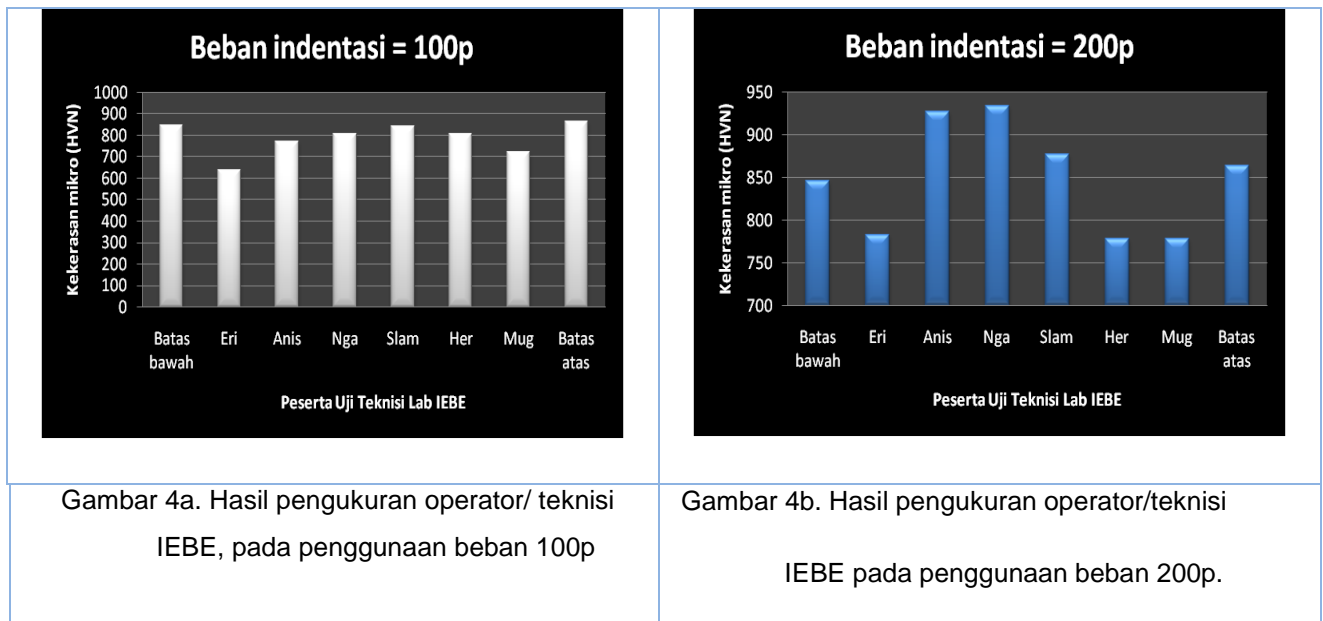 Beban indentasi = 100p
Kekerasan mikro (HVN)
1000
900
800
700
600
500
400
300
200
100
0
Batas bawah
Eri
Anis
Nga
Slam
Her
Mug
Batas atas
Peserta Uji Teknisi Lab IEBE
Beban indentasi = 200p
Kekerasan mikro (HVN)
950
900
850
800
750
700
Batas bawah
Eri
Anis
Nga
Slam
Her
Mug
Batas atas
Peserta Uji Teknisi Lab IEBE
Gambar 4a. Hasil pengukuran operator/ teknisi
IEBE, pada penggunaan beban 100p
Gambar 4b. Hasil pengukuran operator/teknisi
IEBE pada penggunaan beban 200p.